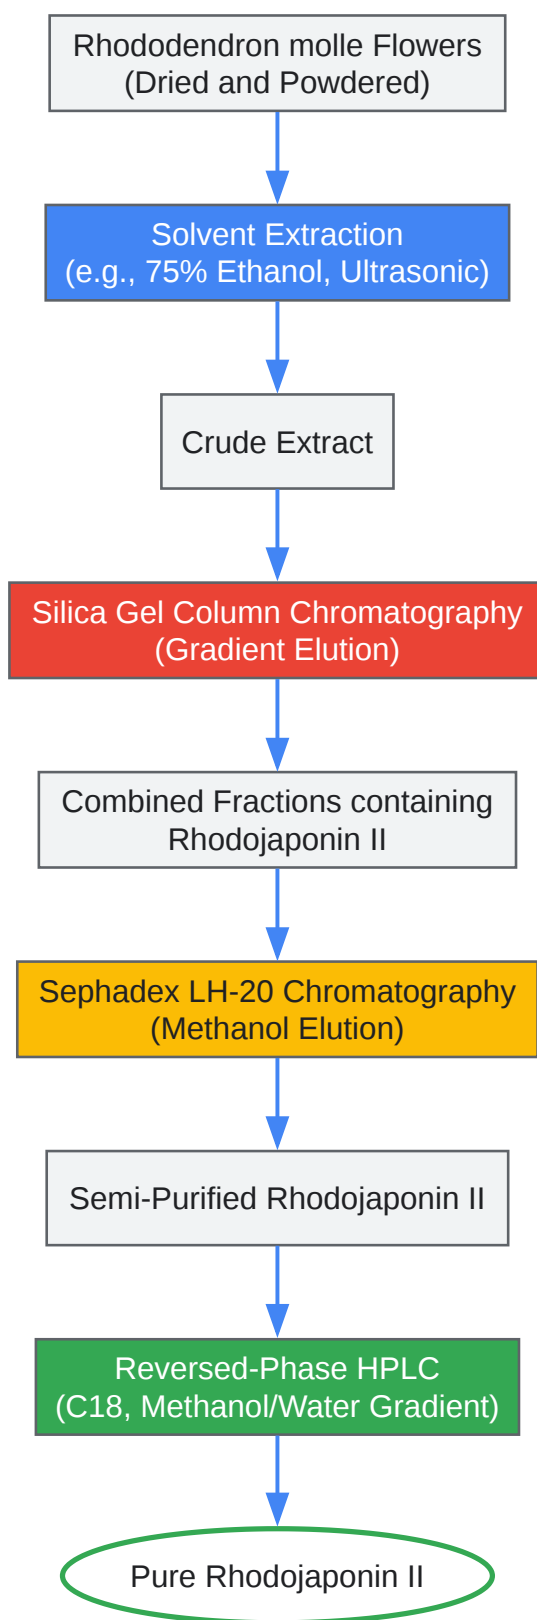 Rhododendron molle Flowers
(Dried and Powdered)
Solvent Extraction
(e.g., 75% Ethanol, Ultrasonic)
Crude Extract
Silica Gel Column Chromatography
(Gradient Elution)
Combined Fractions containing
Rhodojaponin II
Sephadex LH-20 Chromatography
(Methanol Elution)
Semi-Purified Rhodojaponin II
Reversed-Phase HPLC
(C18, Methanol/Water Gradient)
Pure Rhodojaponin II